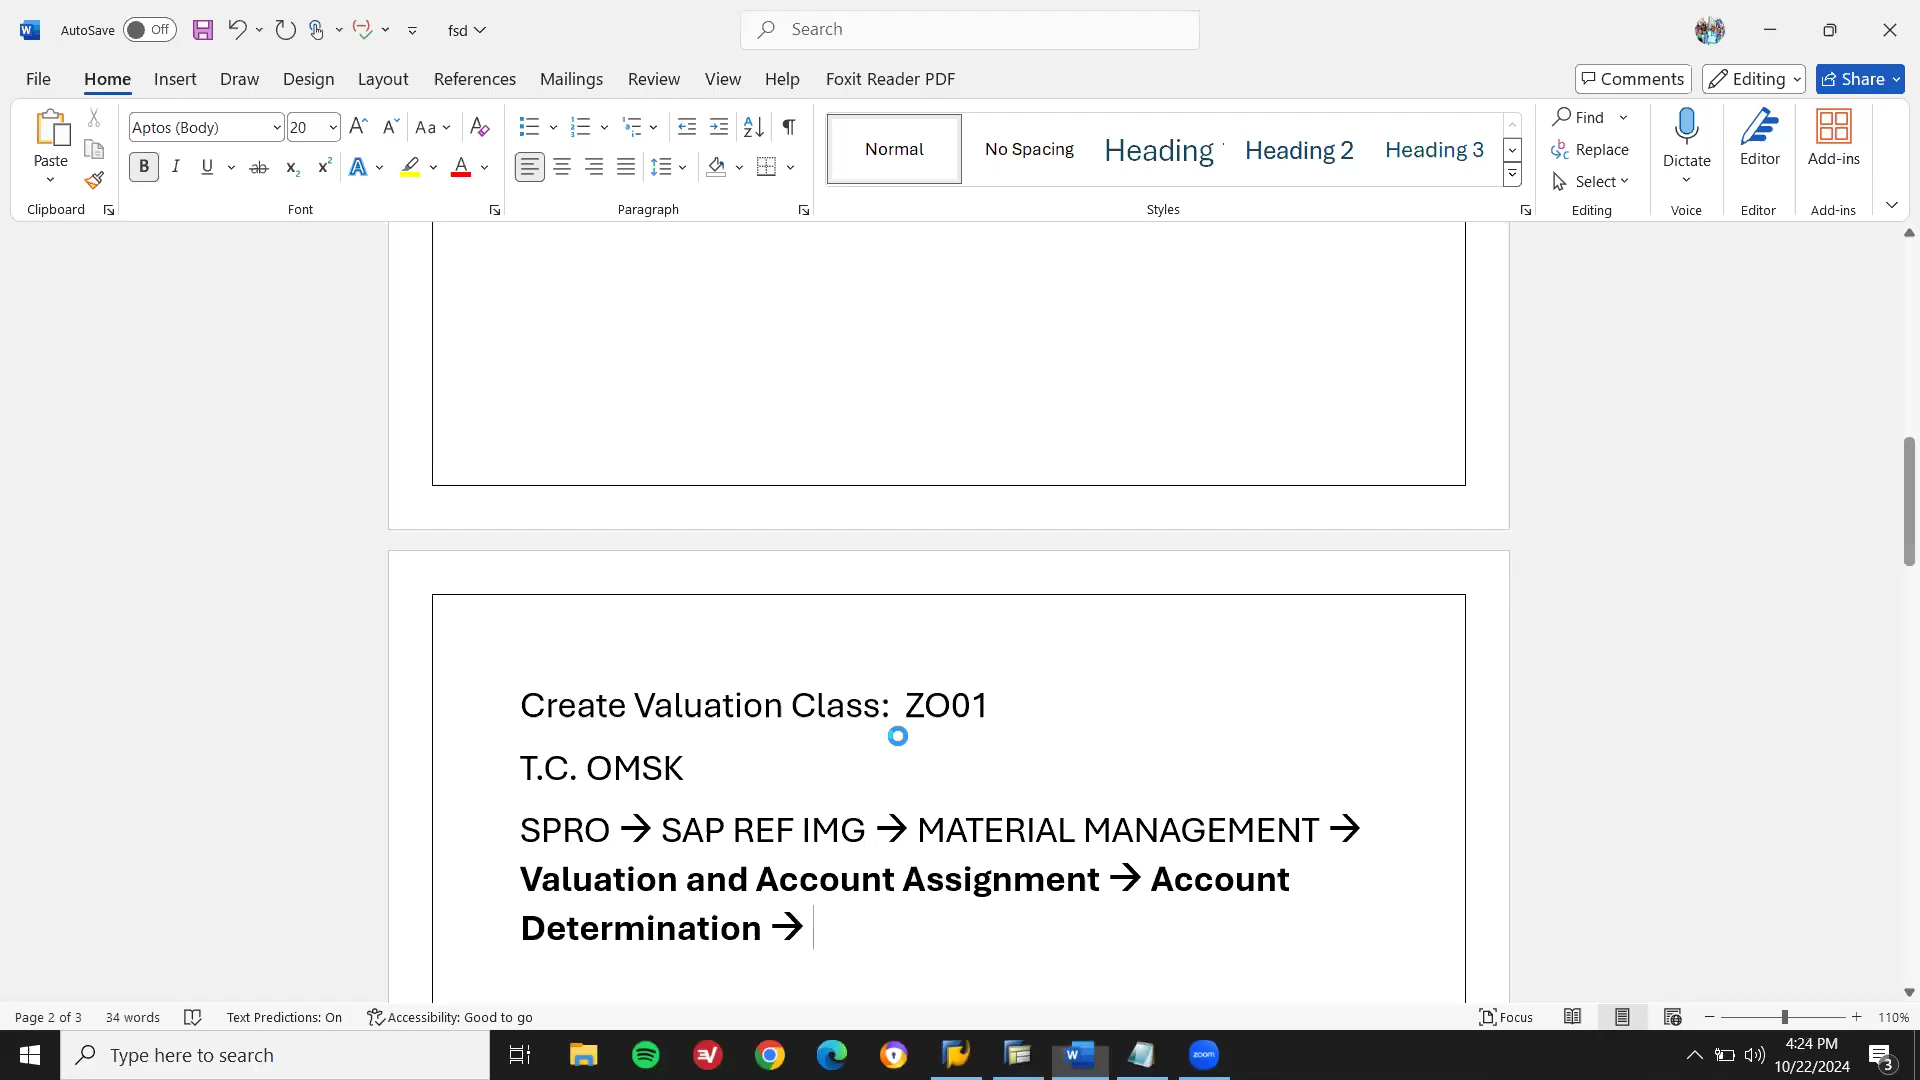 AutoSave Off fsd Search
File Home Insert Draw Design Layout References Mailings Review View Help Foxit Reader PDF Comments Editing Share
Paste Aptos (Body) 20 Aa Normal No Spacing Heading Heading 2 Heading 3 Find Replace Select Dictate Editor Add-ins
Clipboard Font Paragraph Styles Editing Voice Editor Add-ins
Create Valuation Class: ZO01
T.C. OMSK
SPRO → SAP REF IMG → MATERIAL MANAGEMENT →
Valuation and Account Assignment → Account
Determination →
Page 2 of 3 34 words Text Predictions: On Accessibility: Good to go Focus 110%
Type here to search zoom 4:24 PM
10/22/2024 3